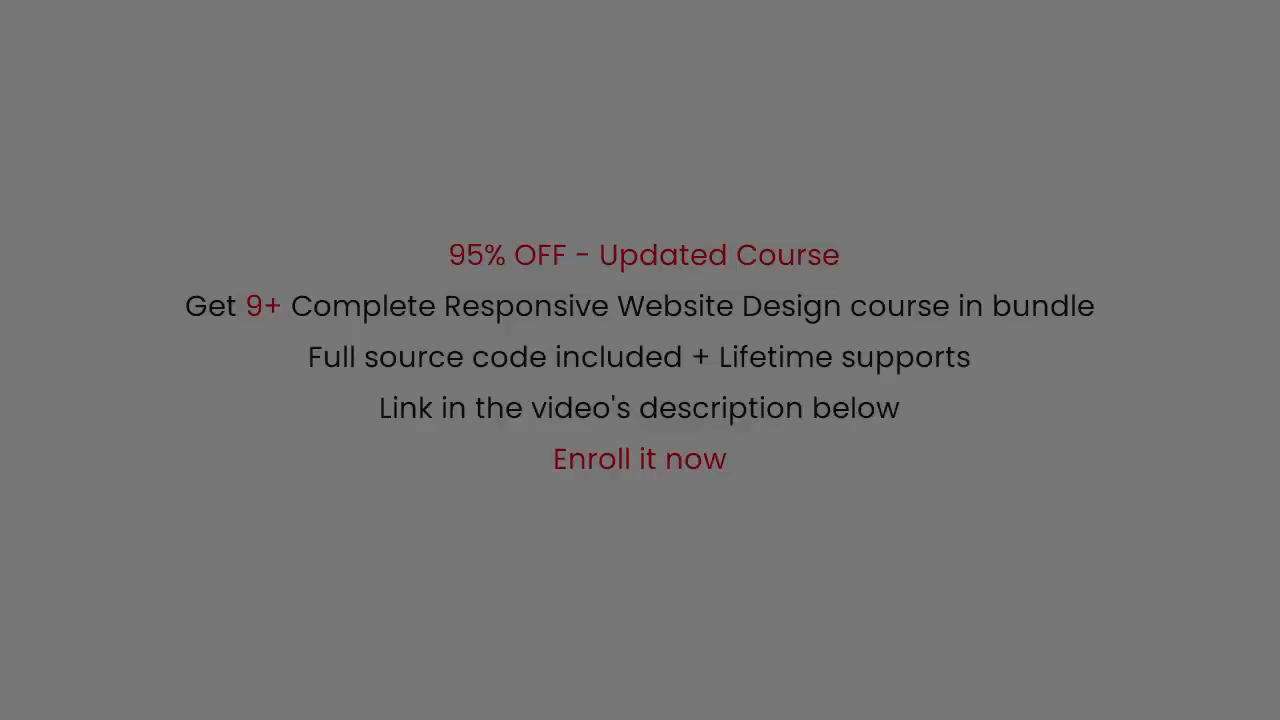 95% OFF - Updated Course
Get 9+ Complete Responsive Website Design course in bundle
Full source code included + Lifetime supports
Link in the video's description below
Enroll it now